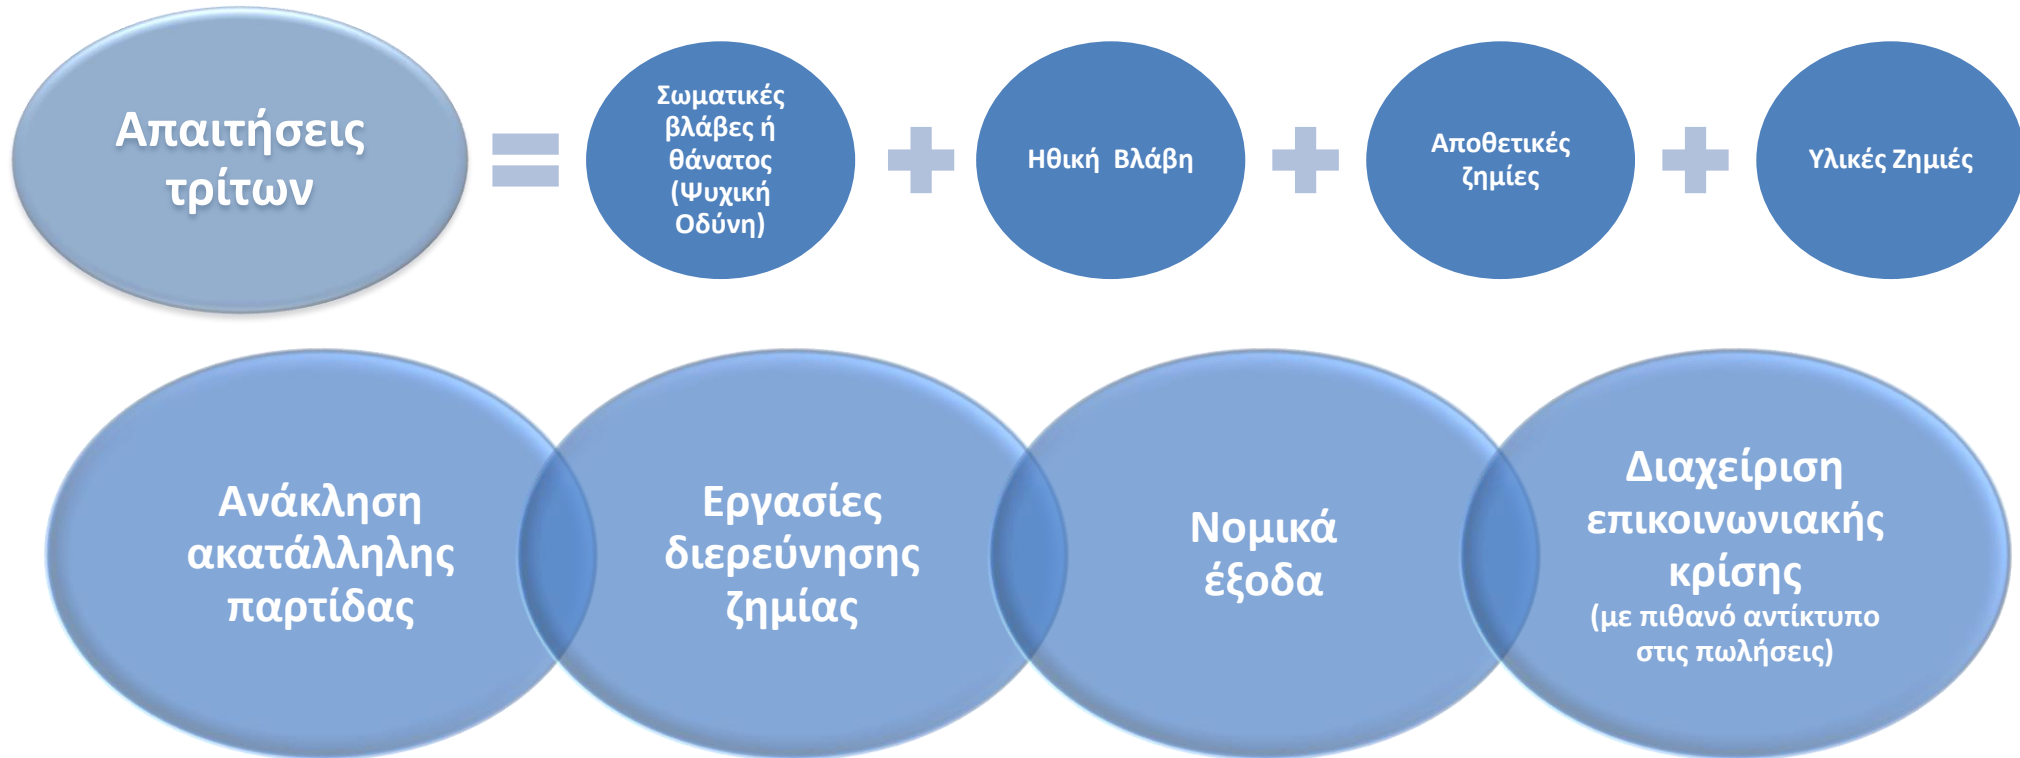 Απαιτήσεις
τρίτων
Σωματικές
βλάβες ή
θάνατος
(Ψυχική
Οδύνη)
Ηθική Βλάβη
Αποθετικές
ζημίες
Υλικές Ζημιές
Ανάκληση
ακατάλληλης
παρτίδας
Εργασίες
διερεύνησης
ζημίας
Νομικά
έξοδα
Διαχείριση
επικοινωνιακής
κρίσης
(με πιθανό αντίκτυπο
στις πωλήσεις)